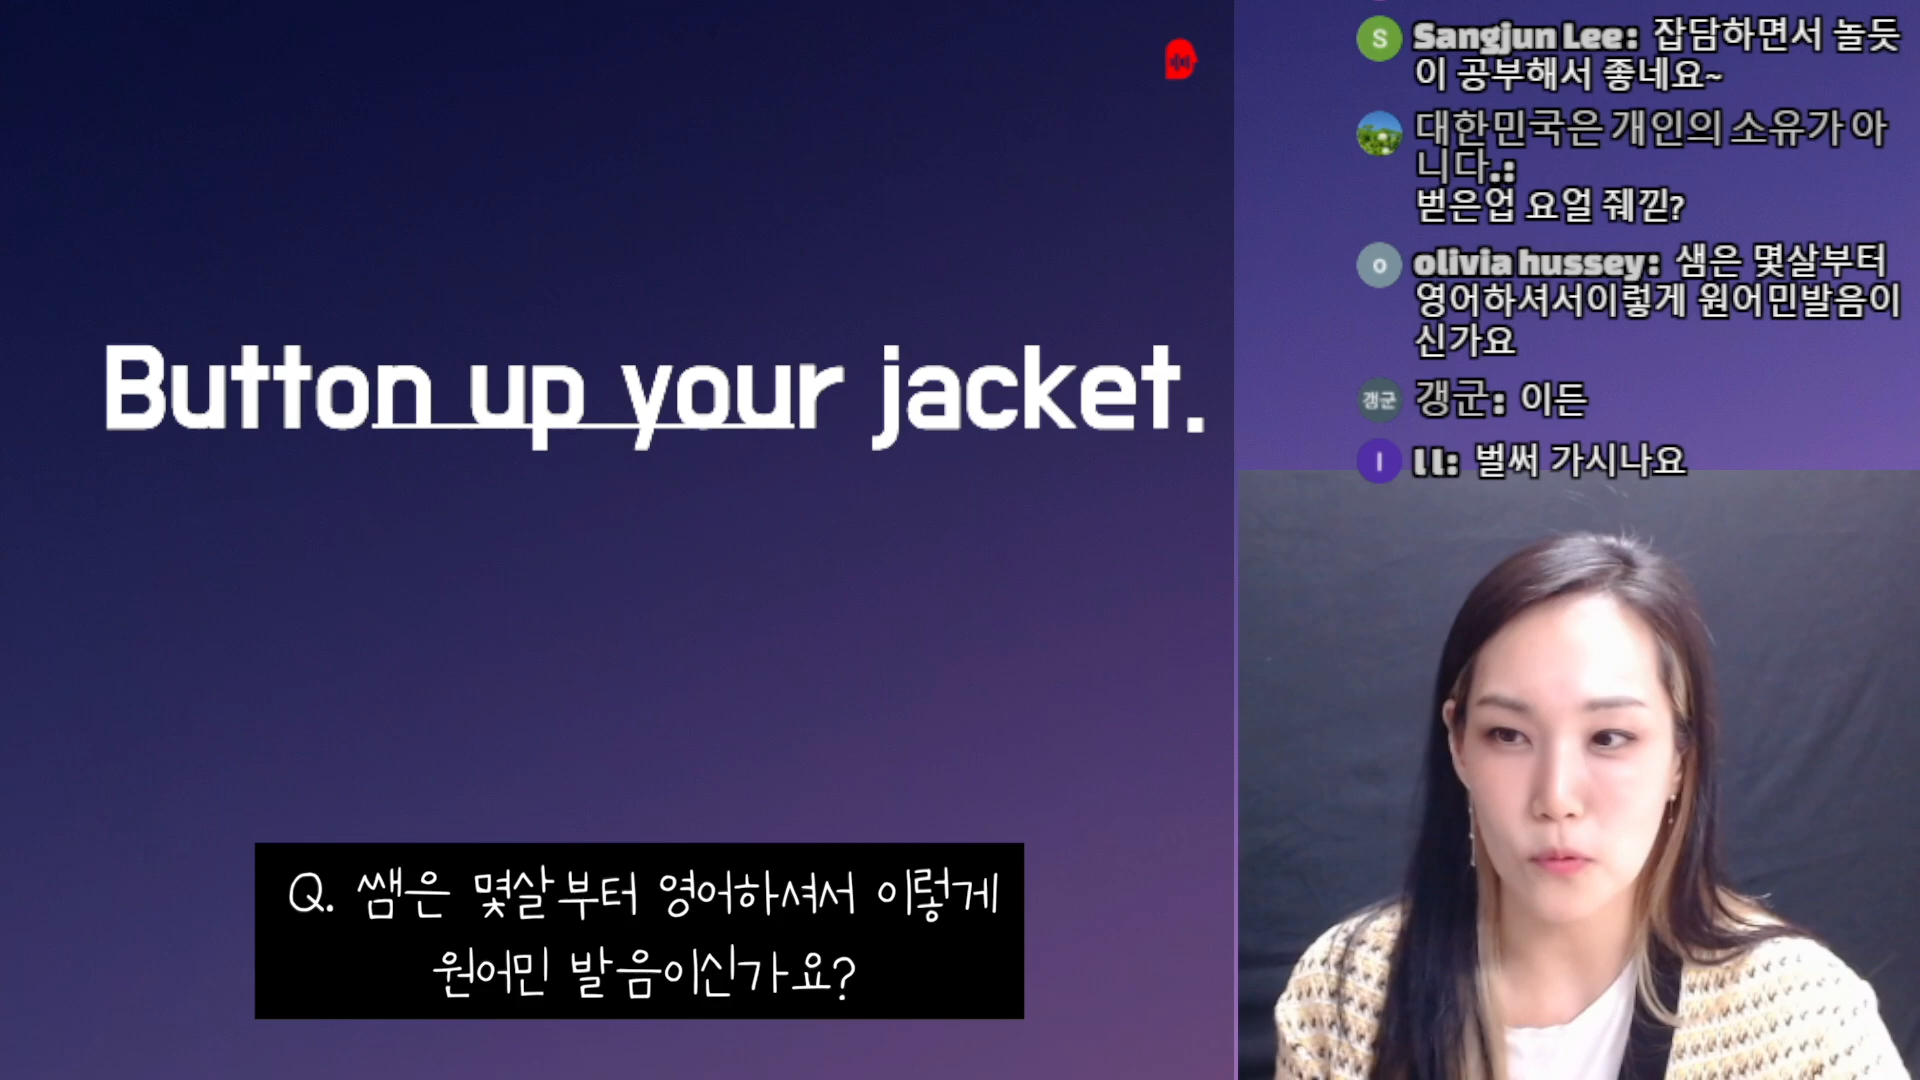 Button up your jacket.
Q. 쌤은 몇살부터 영어하셔서 이렇게
원어민 발음이신가요?
S Sangjun Lee: 잡담하면서 놀듯
이 공부해서 좋네요~
대한민국은 개인의 소유가 아
니다.:
벋은업 요얼 줴낃?
o olivia hussey: 샘은 몇살부터
영어하셔서이렇게 원어민발음이
신가요
갱군 갱군: 이든
l l l: 벌써 가시나요